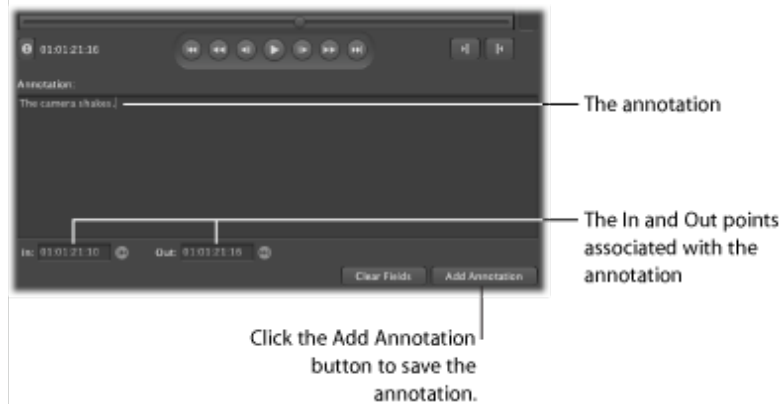 01:01:21:16
Annotation:
The camera shakes.
The annotation
The In and Out points
associated with the
annotation
In: 01:01:21:10 Out: 01:01:21:16
Clear Fields Add Annotation
Click the Add Annotation
button to save the
annotation.